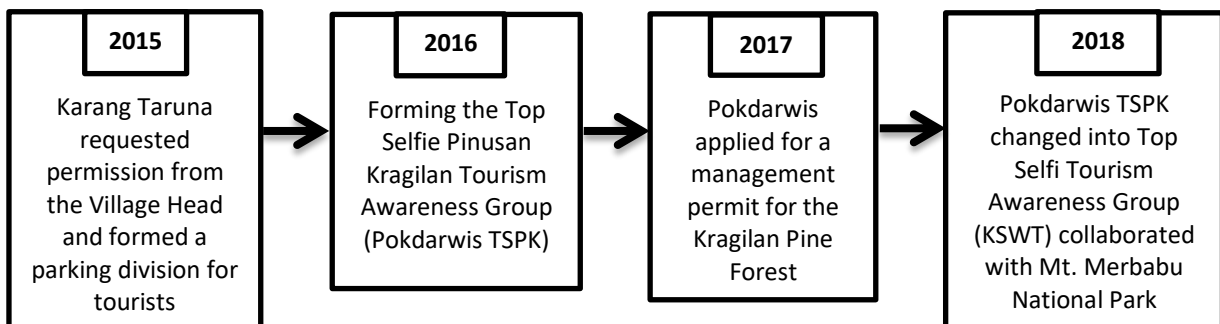 2015
Karang Taruna
requested
permission from
the Village Head
and formed a
parking division for
tourists
2016
Forming the Top
Selfie Pinusan
Kragilan Tourism
Awareness Group
(Pokdarwis TSPK)
2017
Pokdarwis
applied for a
management
permit for the
Kragilan Pine
Forest
2018
Pokdarwis TSPK
changed into Top
Selfi Tourism
Awareness Group
(KSWT) collaborated
with Mt. Merbabu
National Park